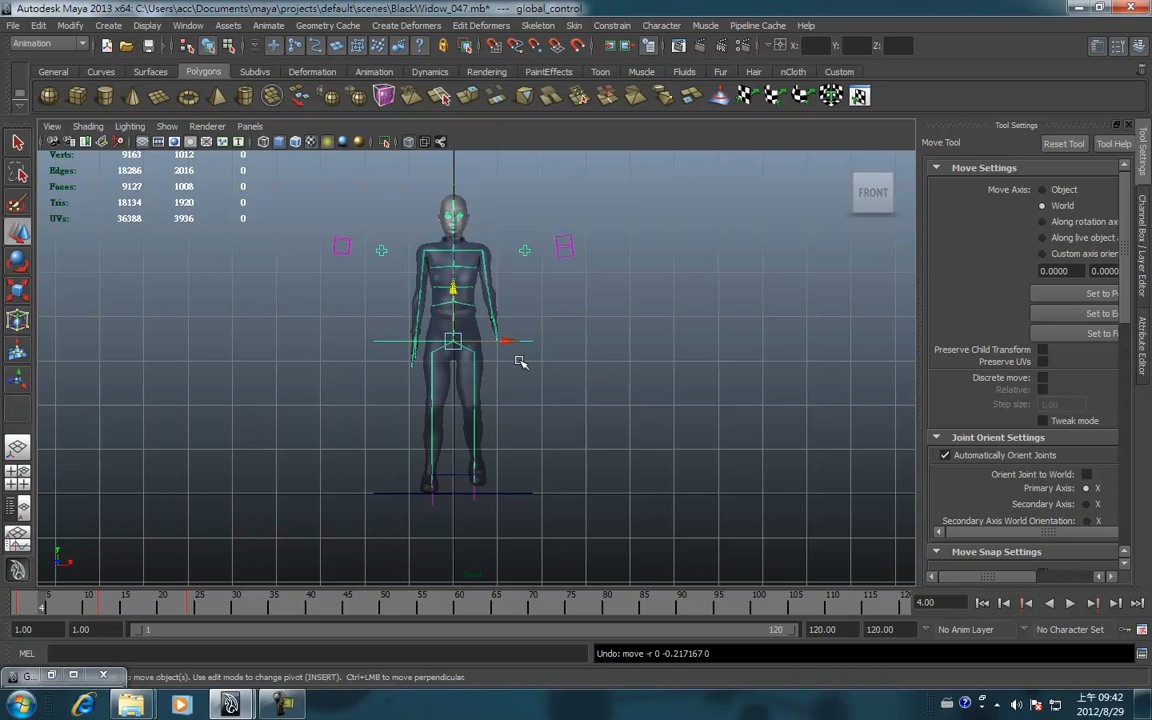 Autodesk Maya 2013 x64: C:\Users\acc\Documents\maya\projects\default\scenes\BlackWidow_047.mb* --- global_control
File Edit Modify Create Display Window Assets Animate Geometry Cache Create Deformers Edit Deformers Skeleton Skin Constrain Character Muscle Pipeline Cache Help
Animation X: Y: Z:
General Curves Surfaces Polygons Subdivs Deformation Animation Dynamics Rendering PaintEffects Toon Muscle Fluids Fur Hair nCloth Custom
View Shading Lighting Show Renderer Panels
Tool Settings
Move Tool Reset Tool Tool Help
Verts: 9163 1012 0
Edges: 18286 2016 0
Faces: 9127 1008 0
Tris: 18134 1920 0
UVs: 36388 3936 0
FRONT
Move Settings
Move Axis: Object
World
Along rotation ax
Along live object
Custom axis orier
0.0000 0.0000
Set to P
Set to E
Set to F
Preserve Child Transform
Preserve UVs
Discrete move:
Relative:
Step size: 1.00
Tweak mode
Joint Orient Settings
Automatically Orient Joints
Orient Joint to World:
Primary Axis: X
Secondary Axis: X
Secondary Axis World Orientation: X
Move Snap Settings
Tool Settings
Channel Box / Layer Editor
Attribute Editor
y x
5 10 15 20 25 30 35 40 45 50 55 60 65 70 75 80 85 90 95 100 105 110 115 12
4 4.00
1.00 1.00 1 120 120.00 120.00 No Anim Layer No Character Set
MEL Undo: move -r 0 -0.217167 0
G... to move object(s). Use edit mode to change pivot (INSERT). Ctrl+LMB to move perpendicular.
上午 09:42
2012/8/29